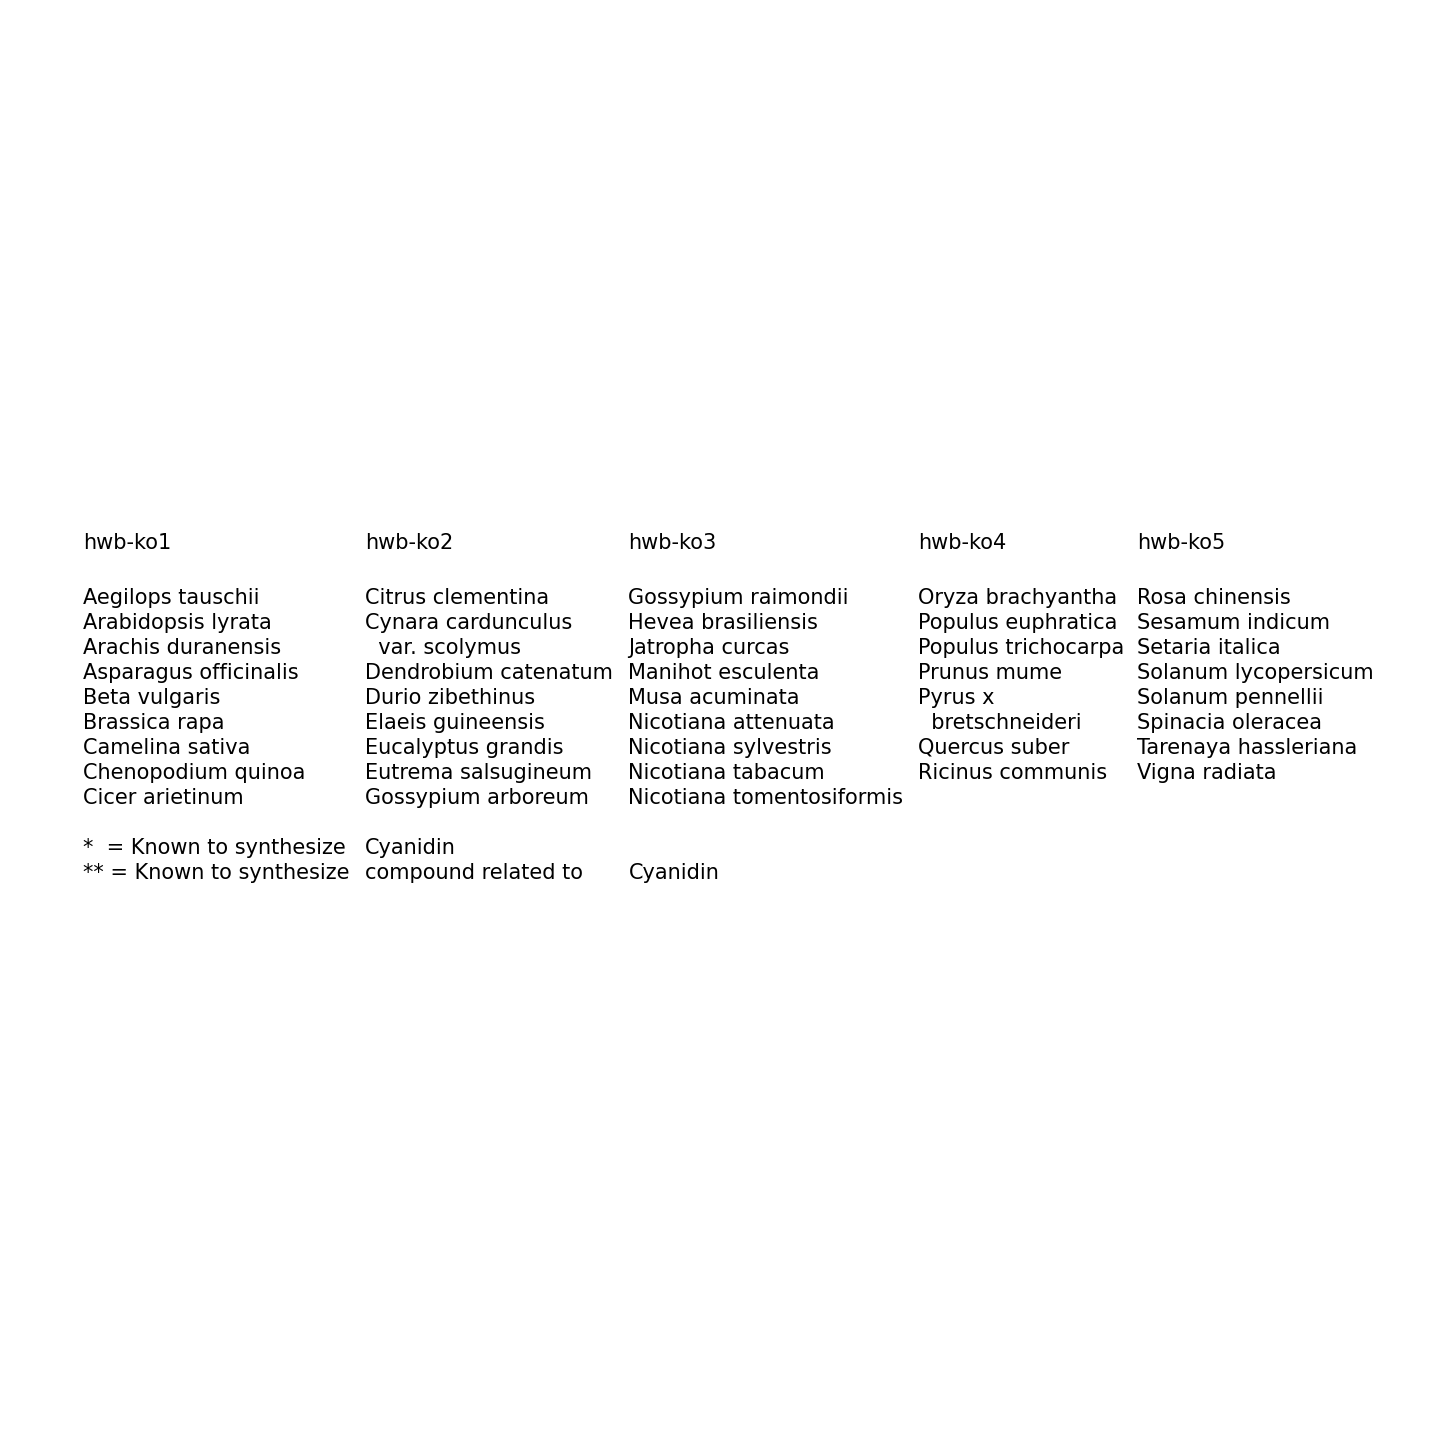 hwb-ko1 hwb-ko2 hwb-ko3 hwb-ko4 hwb-ko5
Aegilops tauschii Citrus clementina Gossypium raimondii Oryza brachyantha Rosa chinensis
Arabidopsis lyrata Cynara cardunculus Hevea brasiliensis Populus euphratica Sesamum indicum
Arachis duranensis var. scolymus Jatropha curcas Populus trichocarpa Setaria italica
Asparagus officinalis Dendrobium catenatum Manihot esculenta Prunus mume Solanum lycopersicum
Beta vulgaris Durio zibethinus Musa acuminata Pyrus x Solanum pennellii
Brassica rapa Elaeis guineensis Nicotiana attenuata bretschneideri Spinacia oleracea
Camelina sativa Eucalyptus grandis Nicotiana sylvestris Quercus suber Tarenaya hassleriana
Chenopodium quinoa Eutrema salsugineum Nicotiana tabacum Ricinus communis Vigna radiata
Cicer arietinum Gossypium arboreum Nicotiana tomentosiformis
* = Known to synthesize Cyanidin
** = Known to synthesize compound related to Cyanidin